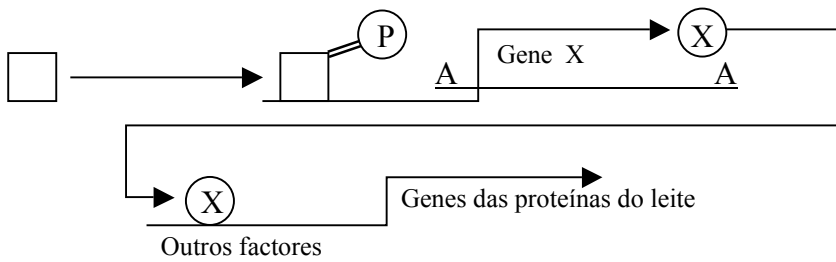 P
X
Gene X
A A
X
Genes das proteínas do leite
Outros factores